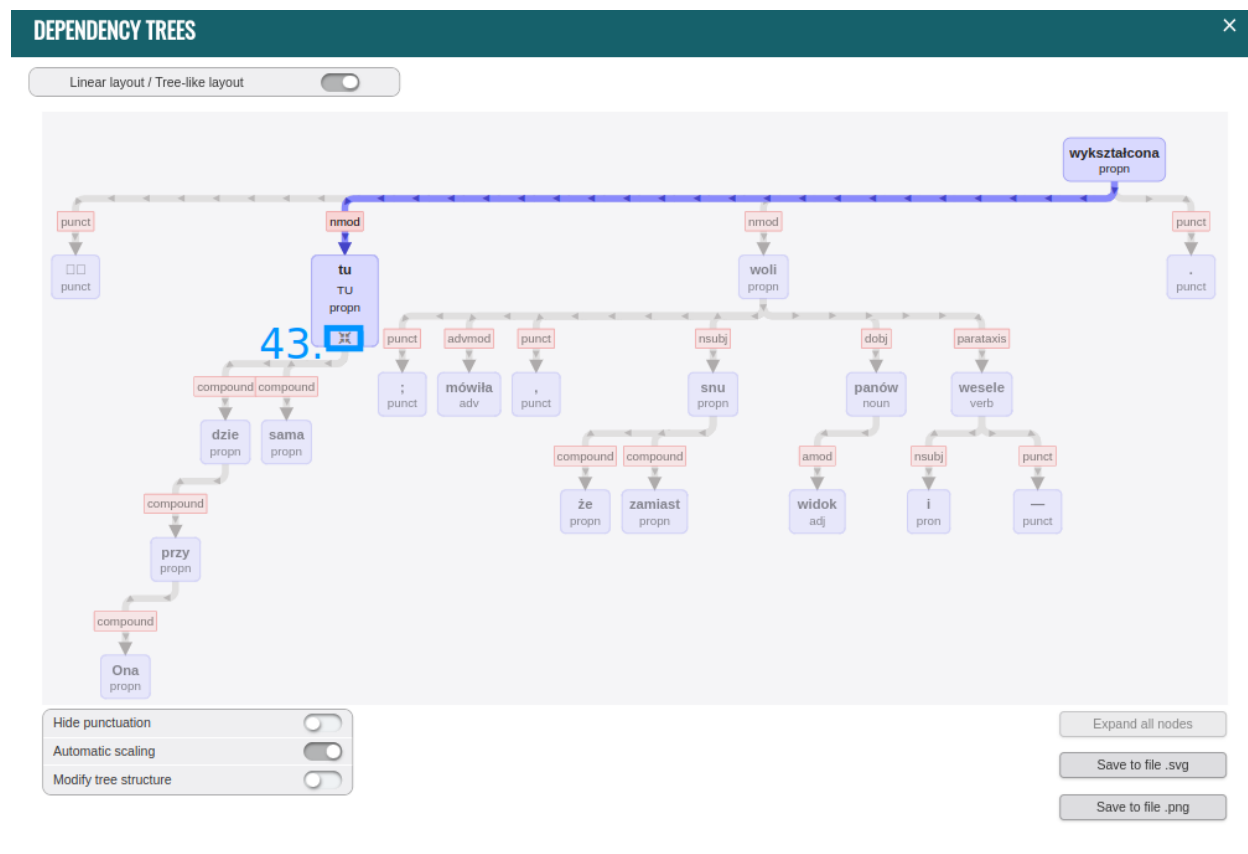 DEPENDENCY TREES
×
Linear layout / Tree-like layout
wykształcona
propn
punct
nmod
nmod
punct
punct
tu
TU
propn
woli
propn
.
punct
43.
punct
advmod
punct
nsubj
dobj
parataxis
compound
compound
;
punct
mówiła
adv
,
punct
snu
propn
panów
noun
wesele
verb
dzie
propn
sama
propn
compound
compound
amod
nsubj
punct
compound
że
propn
zamiast
propn
widok
adj
i
pron
—
punct
przy
propn
compound
Ona
propn
Hide punctuation
Automatic scaling
Modify tree structure
Expand all nodes
Save to file .svg
Save to file .png